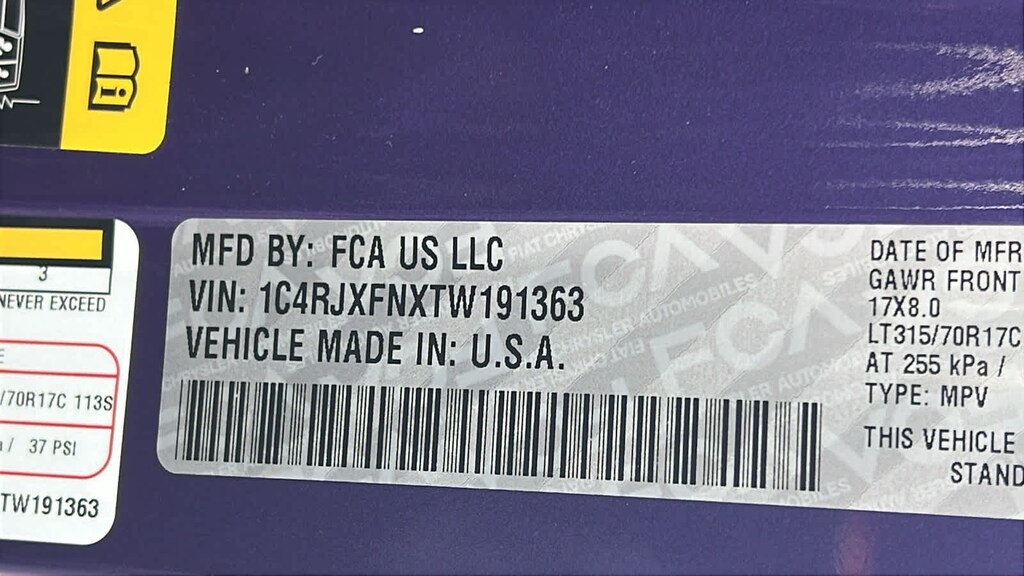 3
NEVER EXCEED
/70R17C 113S
/ 37 PSI
TW191363
MFD BY: FCA US LLC
VIN: 1C4RJXFNXTW191363
VEHICLE MADE IN: U.S.A.
DATE OF MFR
GAWR FRONT
17X8.0
LT315/70R17C
AT 255 kPa /
TYPE: MPV
THIS VEHICLE
STAND